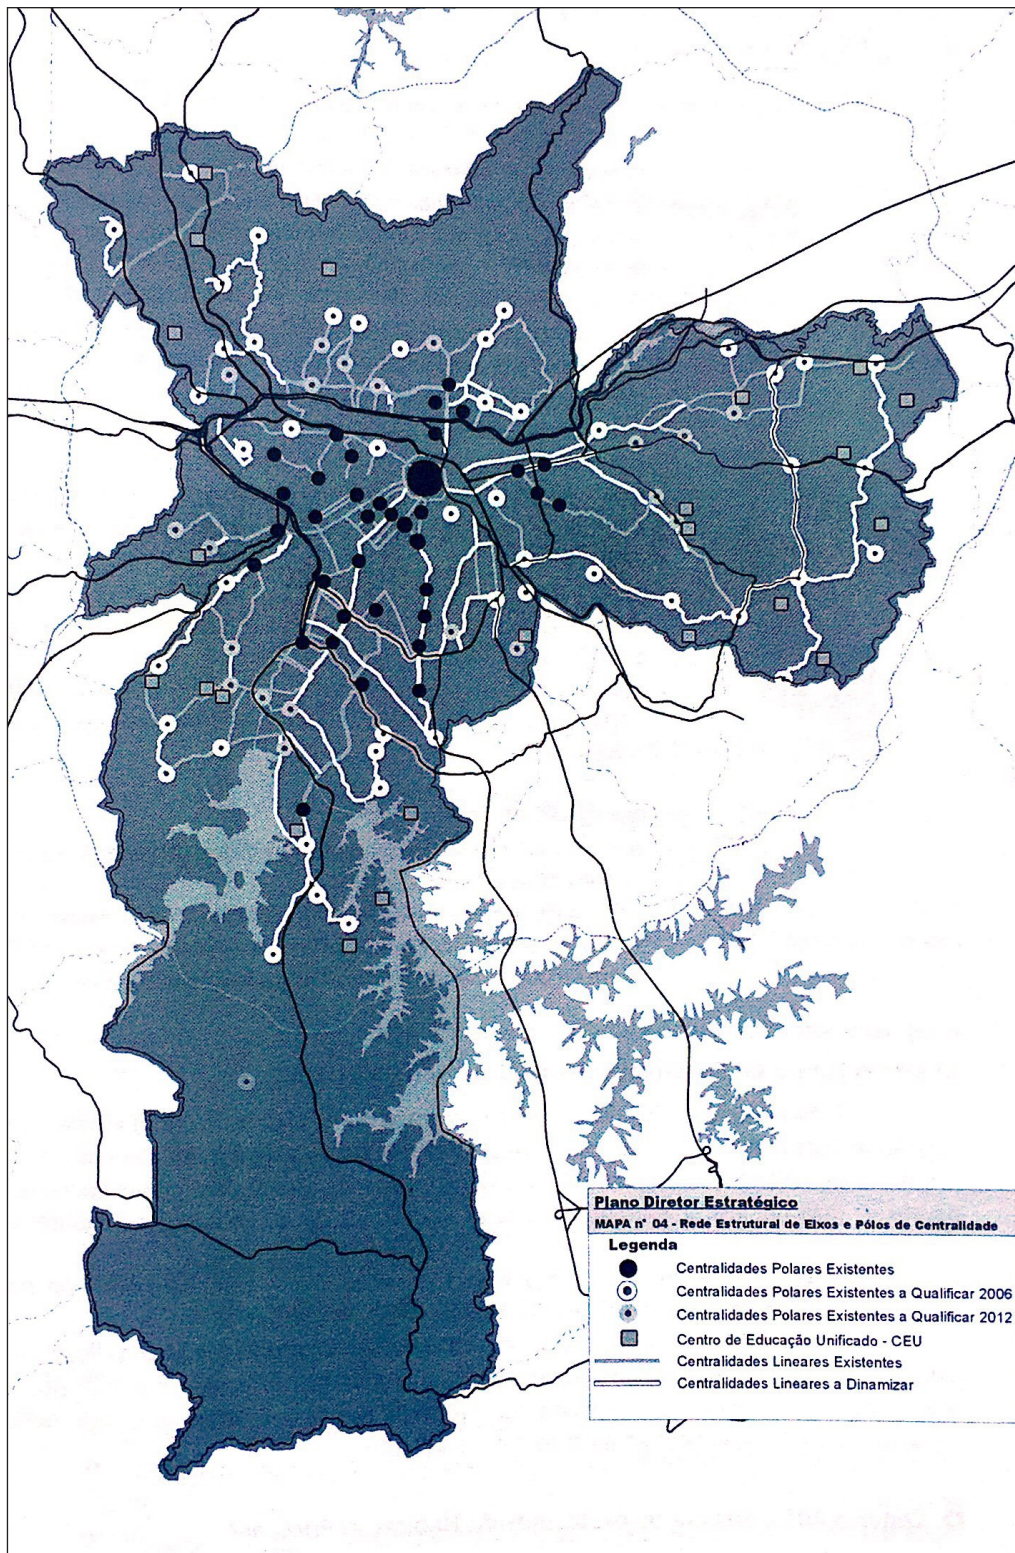 Plano Diretor Estratégico
MAPA n° 04 - Rede Estrutural de Eixos e Pólos de Centralidade
Legenda
Centralidades Polares Existentes
Centralidades Polares Existentes a Qualificar 2006
Centralidades Polares Existentes a Qualificar 2012
Centro de Educação Unificado - CEU
Centralidades Lineares Existentes
Centralidades Lineares a Dinamizar